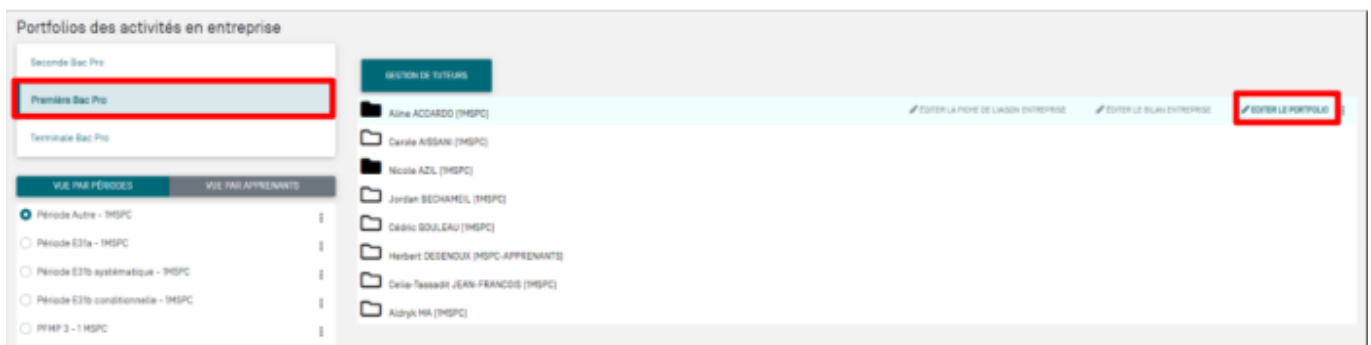 Portfolios des activités en entreprise
Seconde Bac Pro
Première Bac Pro
Terminale Bac Pro
VUE PAR PÉRIODES VUE PAR APPRENANTS
Période Autre - 1MSPC
Période E31a - 1MSPC
Période E31b systématique - 1MSPC
Période E31b conditionnelle - 1MSPC
PFMP 3 - 1 MSPC
GESTION DE TUTEURS
Aline ACCARDO [1MSPC] EDITER LA FICHE DE LIAISON ENTREPRISE EDITER LE BILAN ENTREPRISE EDITER LE PORTFOLIO
Carole AISSANI [1MSPC]
Nicole AZIL [1MSPC]
Jordan BECHAMEIL [1MSPC]
Cédric BOULEAU [1MSPC]
Herbert DEGENOUX [MSPC-APPRENANTS]
Celia-Tassadit JEAN-FRANCOIS [1MSPC]
Aldryk MA [1MSPC]